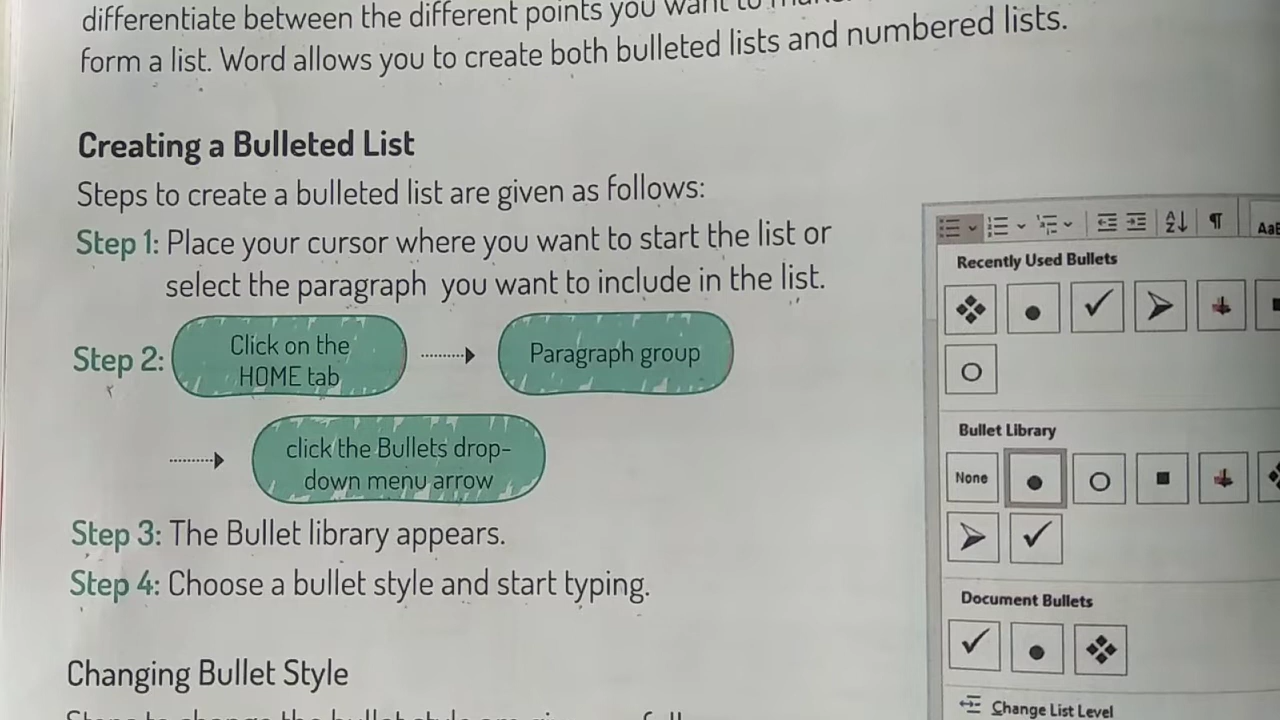 differentiate between the different points you want to
form a list. Word allows you to create both bulleted lists and numbered lists.
Creating a Bulleted List
Steps to create a bulleted list are given as follows:
Step 1: Place your cursor where you want to start the list or
select the paragraph you want to include in the list.
Step 2: Click on the
HOME tab
Paragraph group
click the Bullets drop-
down menu arrow
Step 3: The Bullet library appears.
Step 4: Choose a bullet style and start typing.
Changing Bullet Style
Recently Used Bullets
Bullet Library
None
Document Bullets
Change List Level